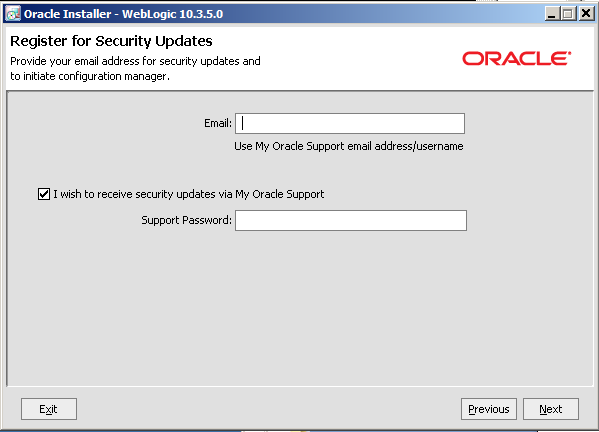 Oracle Installer - WebLogic 10.3.5.0
Register for Security Updates
Provide your email address for security updates and
to initiate configuration manager.
ORACLE
Email:
Use My Oracle Support email address/username
I wish to receive security updates via My Oracle Support
Support Password:
Exit
Previous
Next